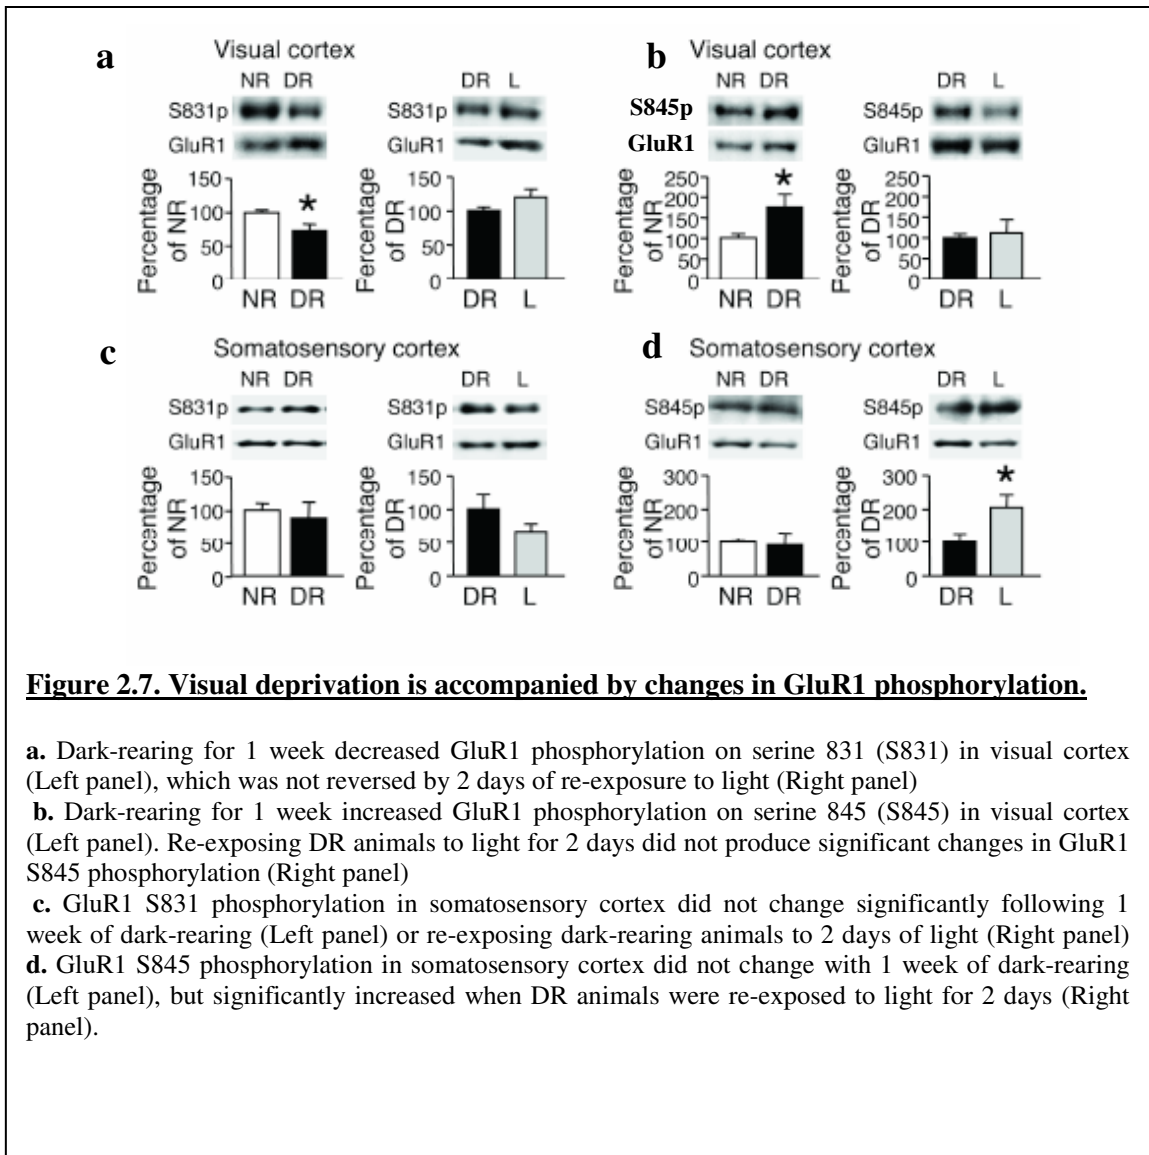 a Visual cortex
NR DR
S831p
GluR1
Percentage of NR
150
100
50
0
*
NR DR
DR L
S831p
GluR1
Percentage of DR
150
100
50
0
DR L
b Visual cortex
NR DR
S845p
GluR1
Percentage of NR
250
200
150
100
50
0
*
NR DR
DR L
S845p
GluR1
Percentage of DR
250
200
150
100
50
0
DR L
c Somatosensory cortex
NR DR
S831p
GluR1
Percentage of NR
150
100
50
0
NR DR
DR L
S831p
GluR1
Percentage of DR
150
100
50
0
DR L
d Somatosensory cortex
NR DR
S845p
GluR1
Percentage of NR
300
200
100
0
NR DR
DR L
S845p
GluR1
Percentage of DR
300
200
100
0
*
DR L
Figure 2.7. Visual deprivation is accompanied by changes in GluR1 phosphorylation.
a. Dark-rearing for 1 week decreased GluR1 phosphorylation on serine 831 (S831) in visual cortex
(Left panel), which was not reversed by 2 days of re-exposure to light (Right panel)
b. Dark-rearing for 1 week increased GluR1 phosphorylation on serine 845 (S845) in visual cortex
(Left panel). Re-exposing DR animals to light for 2 days did not produce significant changes in GluR1
S845 phosphorylation (Right panel)
c. GluR1 S831 phosphorylation in somatosensory cortex did not change significantly following 1
week of dark-rearing (Left panel) or re-exposing dark-rearing animals to 2 days of light (Right panel)
d. GluR1 S845 phosphorylation in somatosensory cortex did not change with 1 week of dark-rearing
(Left panel), but significantly increased when DR animals were re-exposed to light for 2 days (Right
panel).